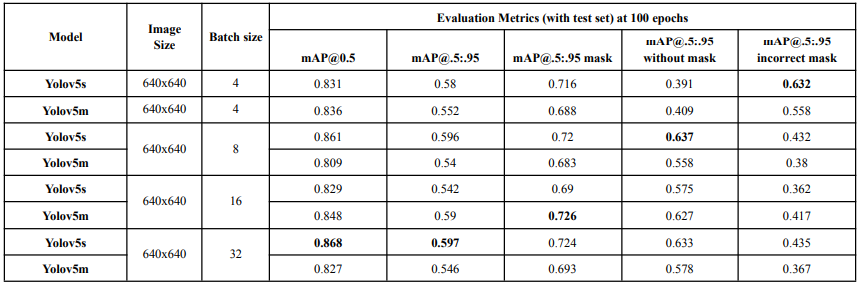 Model Image Size Batch size Evaluation Metrics (with test set) at 100 epochs
mAP@0.5 mAP@.5:.95 mAP@.5:.95 mask mAP@.5:.95 without mask mAP@.5:.95 incorrect mask
Yolov5s 640x640 4 0.831 0.58 0.716 0.391 0.632
Yolov5m 640x640 4 0.836 0.552 0.688 0.409 0.558
Yolov5s 640x640 8 0.861 0.596 0.72 0.637 0.432
Yolov5m 0.809 0.54 0.683 0.558 0.38
Yolov5s 640x640 16 0.829 0.542 0.69 0.575 0.362
Yolov5m 0.848 0.59 0.726 0.627 0.417
Yolov5s 640x640 32 0.868 0.597 0.724 0.633 0.435
Yolov5m 0.827 0.546 0.693 0.578 0.367